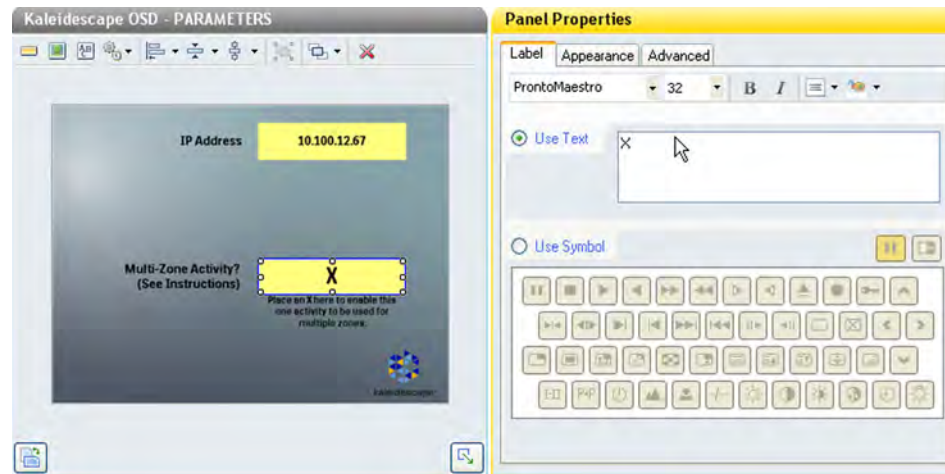 Kaleidescape OSD - PARAMETERS
IP Address
10.100.12.67
Multi-Zone Activity?
(See Instructions)
X
Place an X here to enable this
one activity to be used for
multiple zones.
kaleidescape
Panel Properties
Label
Appearance
Advanced
ProntoMaestro
32
B
I
Use Text
X
Use Symbol
P+P